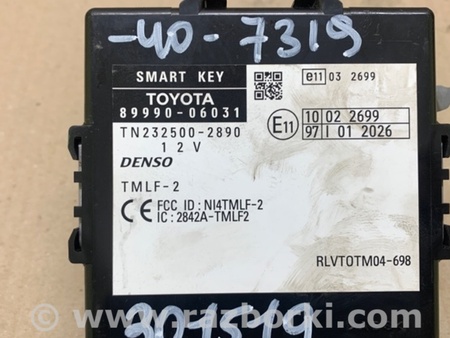 -40-7319
SMART KEY
TOYOTA
89990-06031
TN232500-2890
12V
DENSO
TMLF-2
CE FCC ID : NI4TMLF-2
IC : 2842A-TMLF2
e11 03 2699
E11 10 02 2699
97 I 01 2026
RLVTOTM04-698
301519
© www.razborki.com